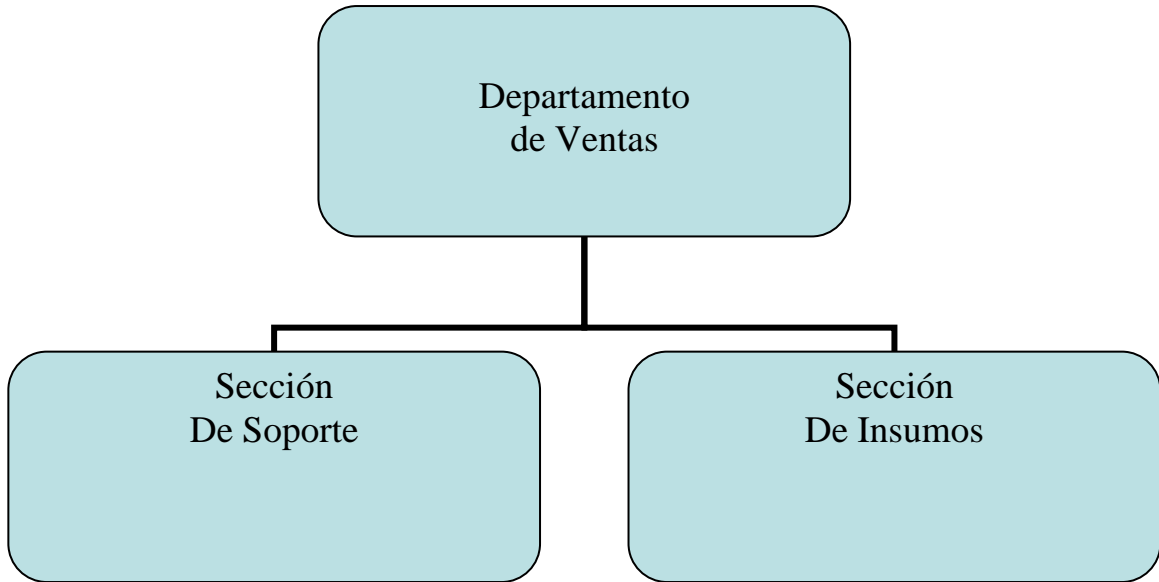 Departamento
de Ventas
Sección
De Soporte
Sección
De Insumos